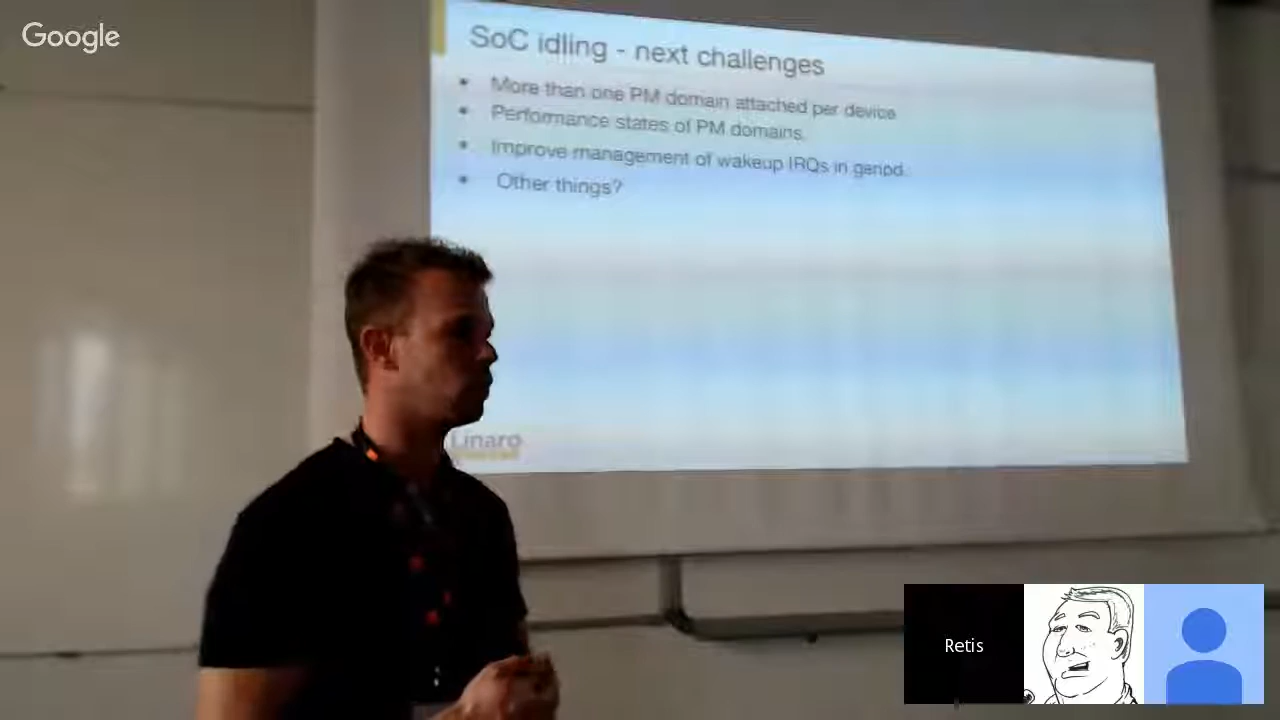 Google
SoC idling - next challenges
• More than one PM domain attached per device
• Performance states of PM domains.
• Improve management of wakeup IRQs in genpd.
• Other things?
Linaro
Retis